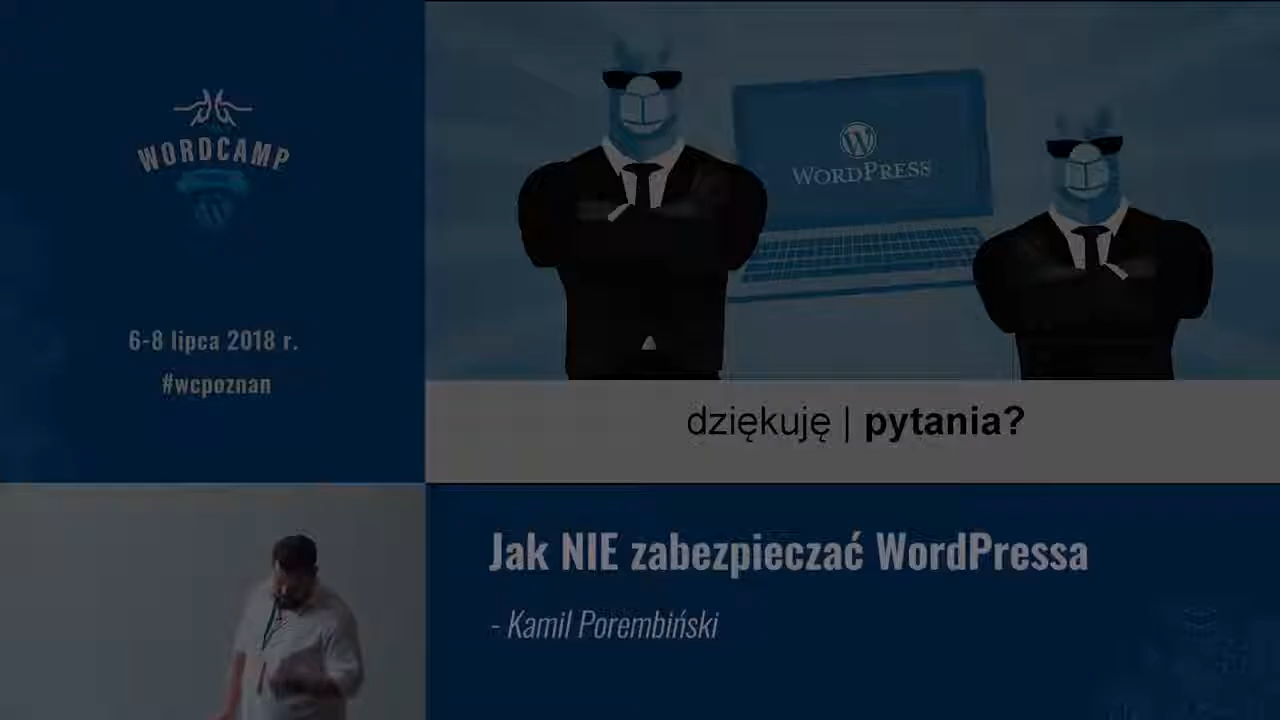 WORDCAMP
6-8 lipca 2018 r.
#wcpoznan
WORDPRESS
dziękuję | pytania?
Jak NIE zabezpieczać WordPressa
- Kamil Porembiński